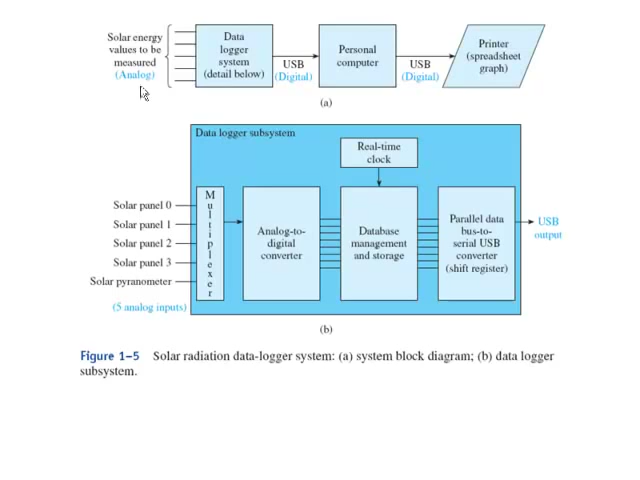 Solar energy
values to be
measured
(Analog)
Data
logger
system
(detail below)
USB
(Digital)
Personal
computer
USB
(Digital)
Printer
(spreadsheet
graph)
(a)
Data logger subsystem
Real-time
clock
Solar panel 0
Solar panel 1
Solar panel 2
Solar panel 3
Solar pyranometer
(5 analog inputs)
Multiplexer
Analog-to-
digital
converter
Database
management
and storage
Parallel data
bus-to-
serial USB
converter
(shift register)
USB
output
(b)
Figure 1–5 Solar radiation data-logger system: (a) system block diagram; (b) data logger
subsystem.